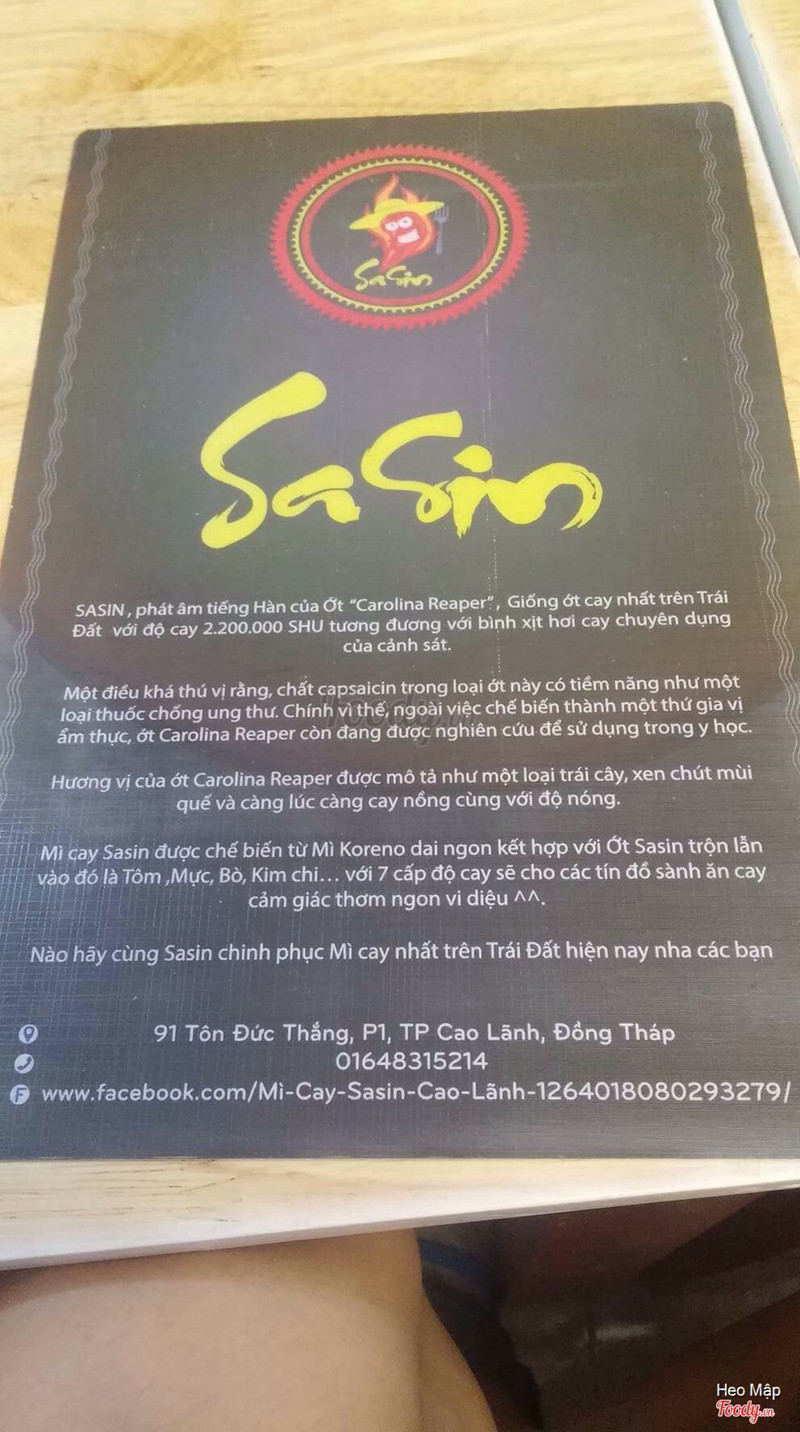 SaSin
SaSin
SASIN , phát âm tiếng Hàn của Ớt "Carolina Reaper", Giống ớt cay nhất trên Trái
Đất với độ cay 2.200.000 SHU tương đương với bình xịt hơi cay chuyên dụng
của cảnh sát.
Một điều khá thú vị rằng, chất capsaicin trong loại ớt này có tiềm năng như một
loại thuốc chống ung thư. Chính vì thế, ngoài việc chế biến thành một thứ gia vị
ẩm thực, ớt Carolina Reaper còn đang được nghiên cứu để sử dụng trong y học.
Hương vị của ớt Carolina Reaper được mô tả như một loại trái cây, xen chút mùi
quế và càng lúc càng cay nồng cùng với độ nóng.
Mì cay Sasin được chế biến từ Mì Koreno dai ngon kết hợp với Ớt Sasin trộn lẫn
vào đó là Tôm ,Mực, Bò, Kim chi... với 7 cấp độ cay sẽ cho các tín đồ sành ăn cay
cảm giác thơm ngon vi diệu ^^.
Nào hãy cùng Sasin chinh phục Mì cay nhất trên Trái Đất hiện nay nha các bạn
91 Tôn Đức Thắng, P1, TP Cao Lãnh, Đồng Tháp
01648315214
www.facebook.com/Mì-Cay-Sasin-Cao-Lãnh-1264018080293279/
Heo Mập
Foody.vn